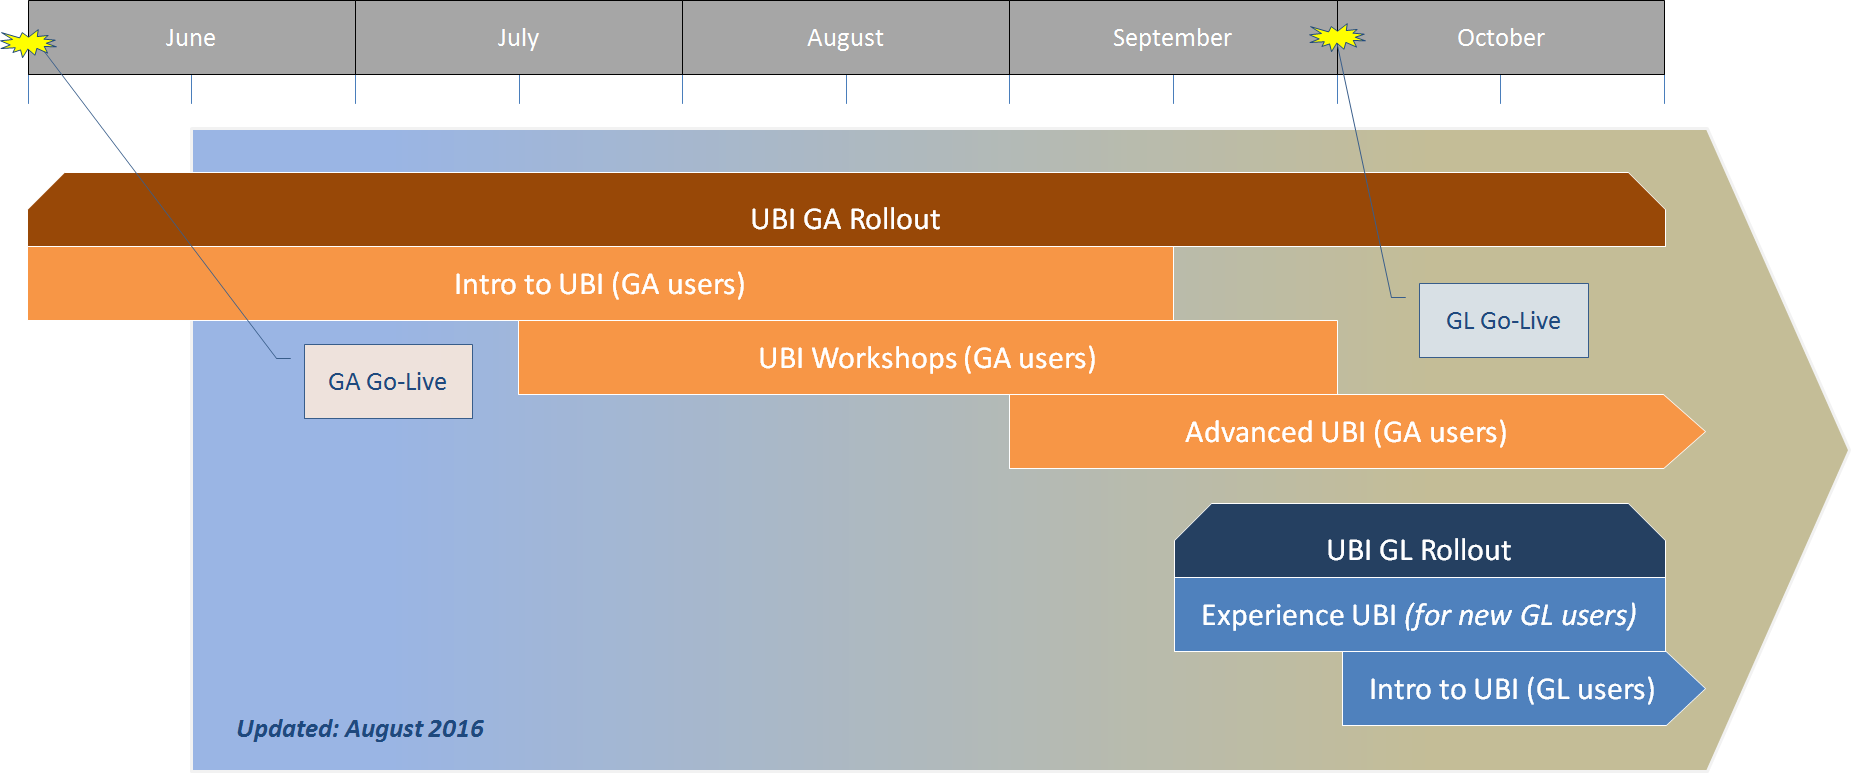 June
July
August
September
October
UBI GA Rollout
Intro to UBI (GA users)
GL Go-Live
UBI Workshops (GA users)
GA Go-Live
Advanced UBI (GA users)
UBI GL Rollout
Experience UBI (for new GL users)
Intro to UBI (GL users)
Updated: August 2016